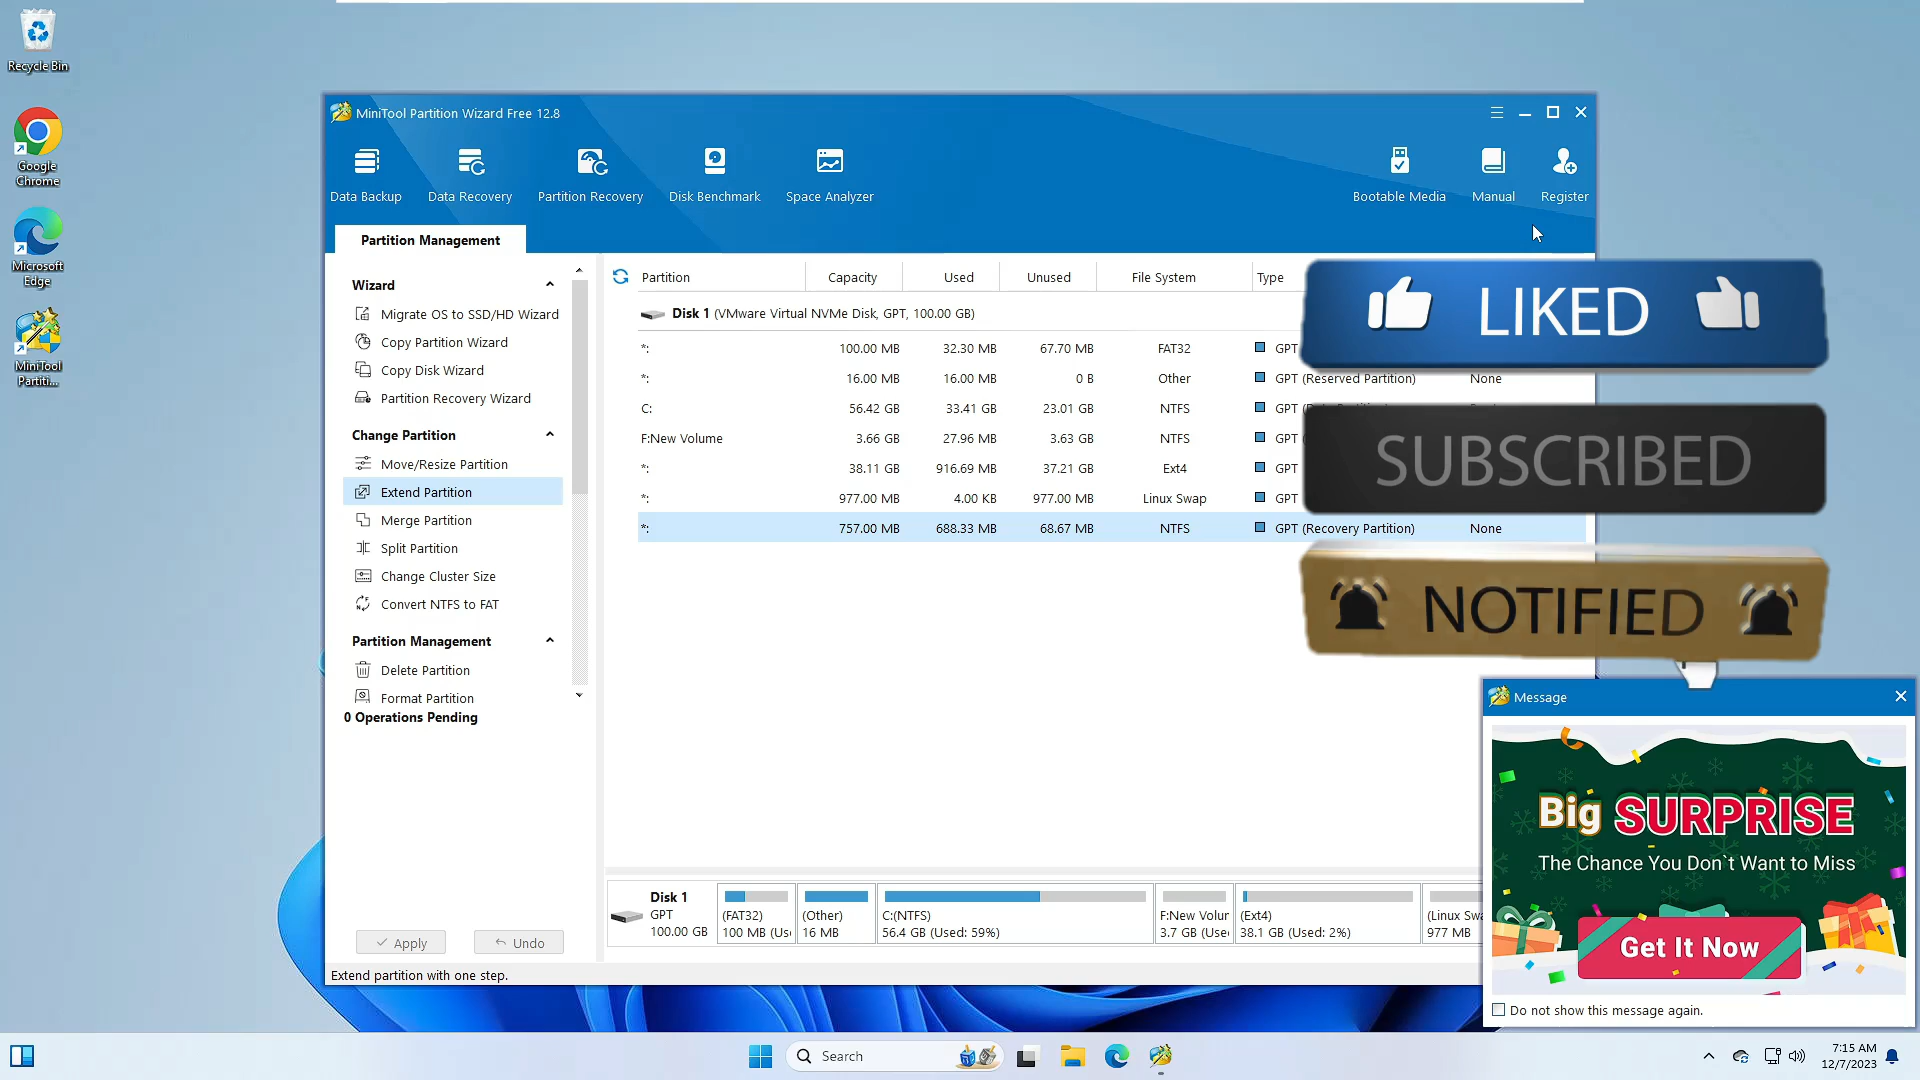 Recycle Bin
Google
Chrome
Microsoft
Edge
MiniTool
Partiti...
MiniTool Partition Wizard Free 12.8
Data Backup
Data Recovery
Partition Recovery
Disk Benchmark
Space Analyzer
Bootable Media
Manual
Register
Partition Management
Wizard
Migrate OS to SSD/HD Wizard
Copy Partition Wizard
Copy Disk Wizard
Partition Recovery Wizard
Change Partition
Move/Resize Partition
Extend Partition
Merge Partition
Split Partition
Change Cluster Size
Convert NTFS to FAT
Partition Management
Delete Partition
Format Partition
0 Operations Pending
Apply
Undo
Extend partition with one step.
Partition Capacity Used Unused File System Type
Disk 1 (VMware Virtual NVMe Disk, GPT, 100.00 GB)
*: 100.00 MB 32.30 MB 67.70 MB FAT32 GPT
*: 16.00 MB 16.00 MB 0 B Other GPT (Reserved Partition) None
C: 56.42 GB 33.41 GB 23.01 GB NTFS GPT
F:New Volume 3.66 GB 27.96 MB 3.63 GB NTFS GPT
*: 38.11 GB 916.69 MB 37.21 GB Ext4 GPT
*: 977.00 MB 4.00 KB 977.00 MB Linux Swap GPT
*: 757.00 MB 688.33 MB 68.67 MB NTFS GPT (Recovery Partition) None
LIKED
SUBSCRIBED
NOTIFIED
Disk 1
GPT
100.00 GB
(FAT32)
100 MB (Us
(Other)
16 MB
C:(NTFS)
56.4 GB (Used: 59%)
F:New Volur
3.7 GB (Use
(Ext4)
38.1 GB (Used: 2%)
(Linux Swa
977 MB
Message
Big SURPRISE
The Chance You Don`t Want to Miss
Get It Now
Do not show this message again.
Search
7:15 AM
12/7/2023